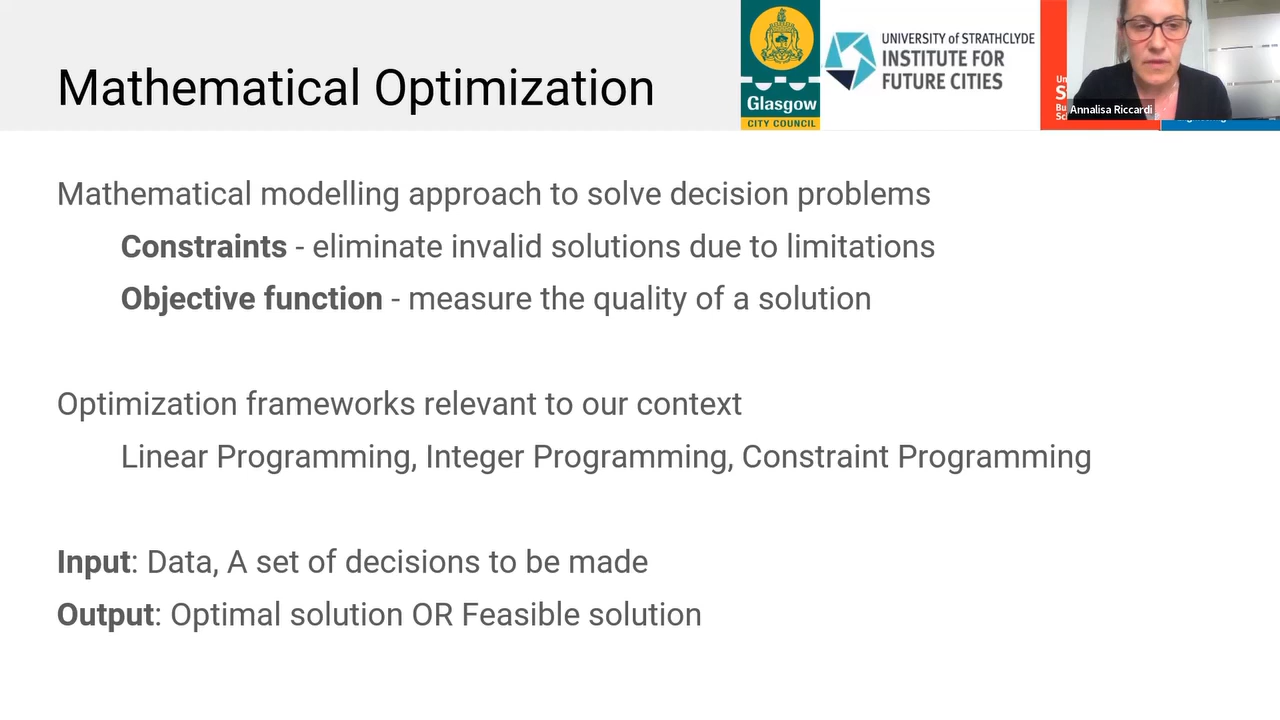 Mathematical Optimization
Glasgow
CITY COUNCIL
UNIVERSITY of STRATHCLYDE
INSTITUTE FOR
FUTURE CITIES
Annalisa Riccardi
Mathematical modelling approach to solve decision problems
Constraints - eliminate invalid solutions due to limitations
Objective function - measure the quality of a solution
Optimization frameworks relevant to our context
Linear Programming, Integer Programming, Constraint Programming
Input: Data, A set of decisions to be made
Output: Optimal solution OR Feasible solution